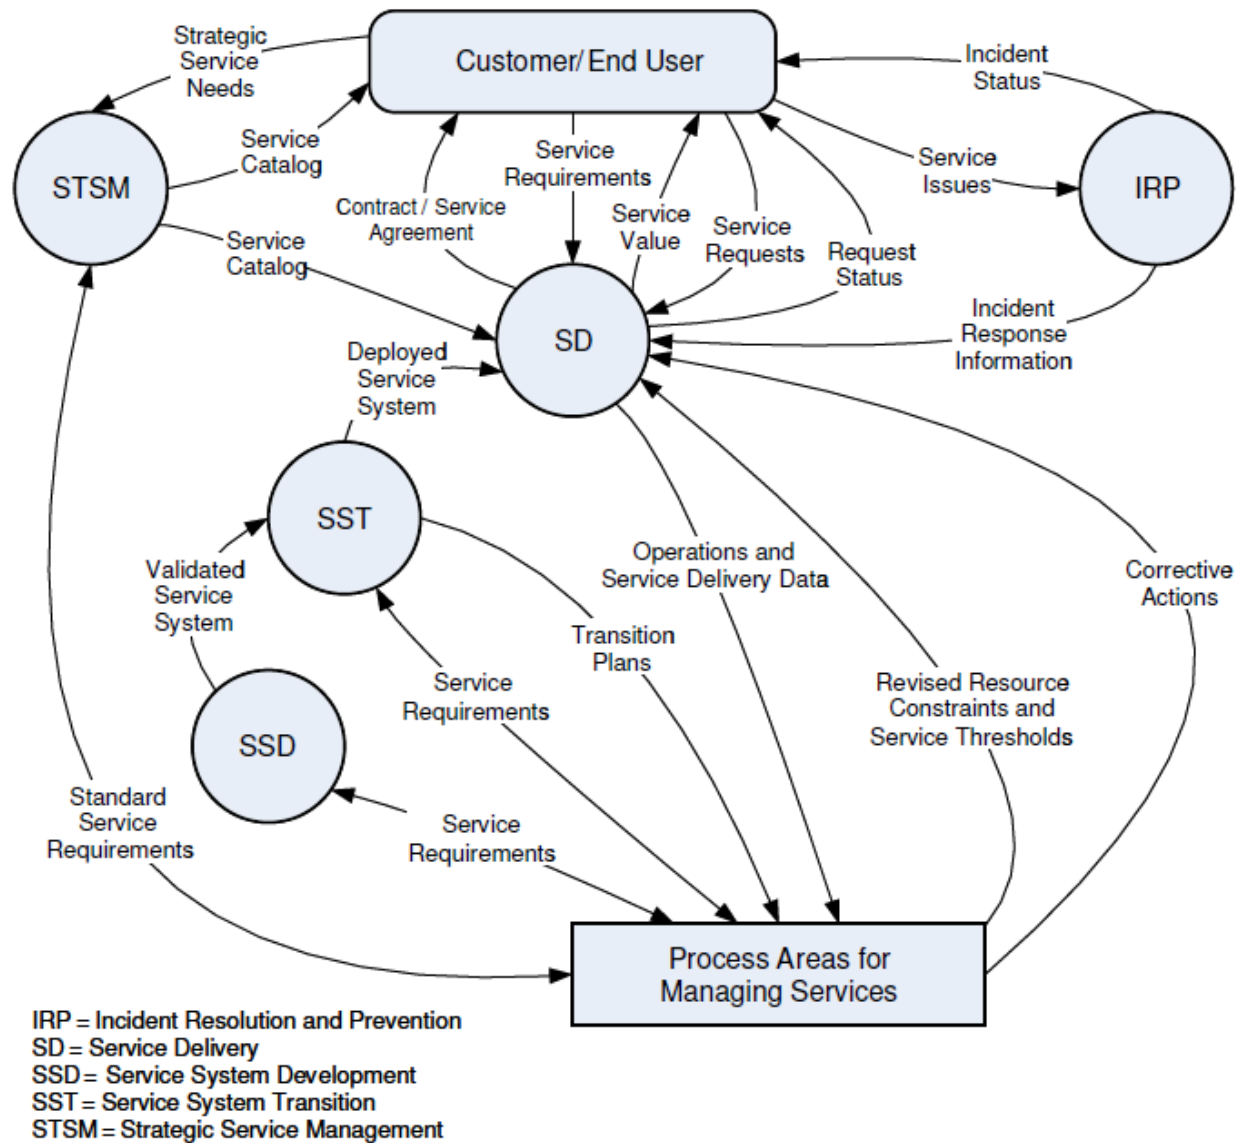 Strategic
Service
Needs
Customer/ End User
Incident
Status
STSM
Service
Catalog
Service
Requirements
Contract / Service
Agreement
Service
Value
Service
Requests
Request
Status
Service
Issues
IRP
Service
Catalog
SD
Incident
Response
Information
Deployed
Service
System
SST
Validated
Service
System
Operations and
Service Delivery Data
Corrective
Actions
Transition
Plans
Service
Requirements
Revised Resource
Constraints and
Service Thresholds
SSD
Standard
Service
Requirements
Service
Requirements
Process Areas for
Managing Services
IRP = Incident Resolution and Prevention
SD = Service Delivery
SSD = Service System Development
SST = Service System Transition
STSM = Strategic Service Management